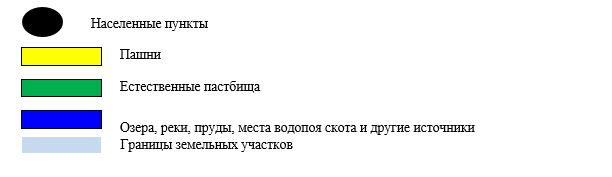 Населенные пункты
Пашни
Естественные пастбища
Озера, реки, пруды, места водопоя скота и другие источники
Границы земельных участков